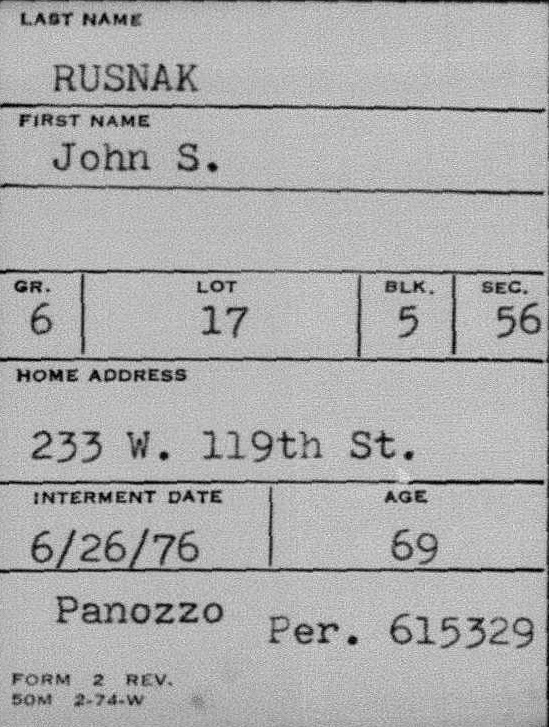 LAST NAME
RUSNAK
FIRST NAME
John S.
GR. LOT BLK. SEC.
6 17 5 56
HOME ADDRESS
233 W. 119th St.
INTERMENT DATE AGE
6/26/76 69
Panozzo Per. 615329
FORM 2 REV.
50M 2-74-W